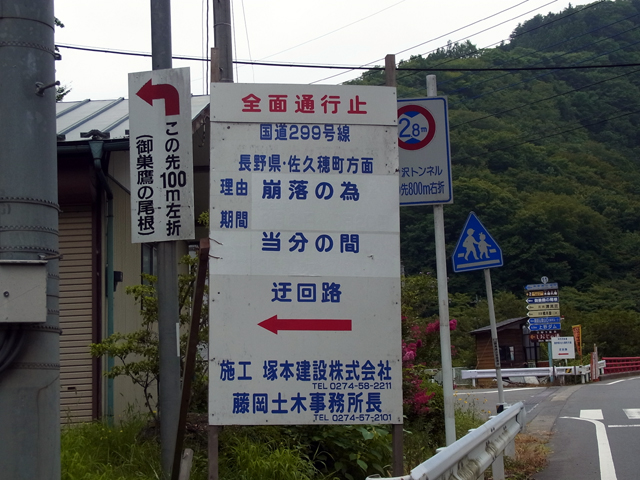 この先100m左折
(御巣鷹の尾根)
全面通行止
国道299号線
長野県・佐久穂町方面
理由 崩落の為
期間
当分の間
迂回路
施工 塚本建設株式会社
TEL 0274-58-2211
藤岡土木事務所長
TEL 0274-57-2101
2.8m
沢トンネル
先800m右折